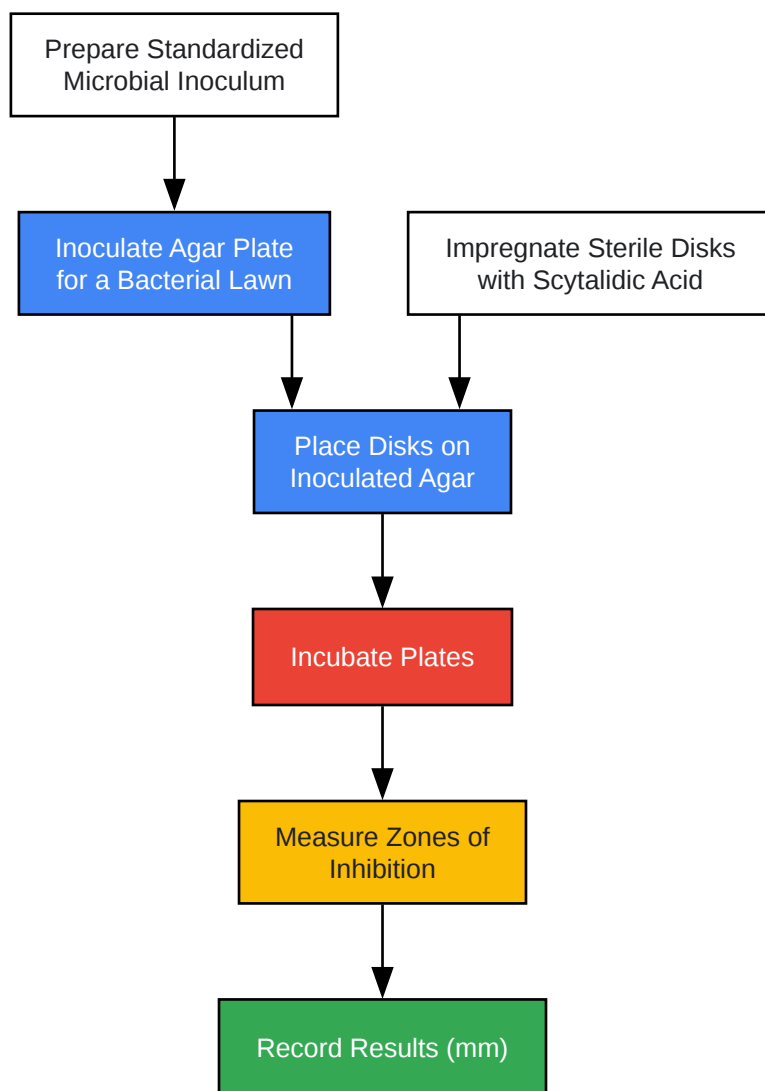 Prepare Standardized
Microbial Inoculum
Inoculate Agar Plate
for a Bacterial Lawn
Impregnate Sterile Disks
with Scytalidic Acid
Place Disks on
Inoculated Agar
Incubate Plates
Measure Zones of
Inhibition
Record Results (mm)